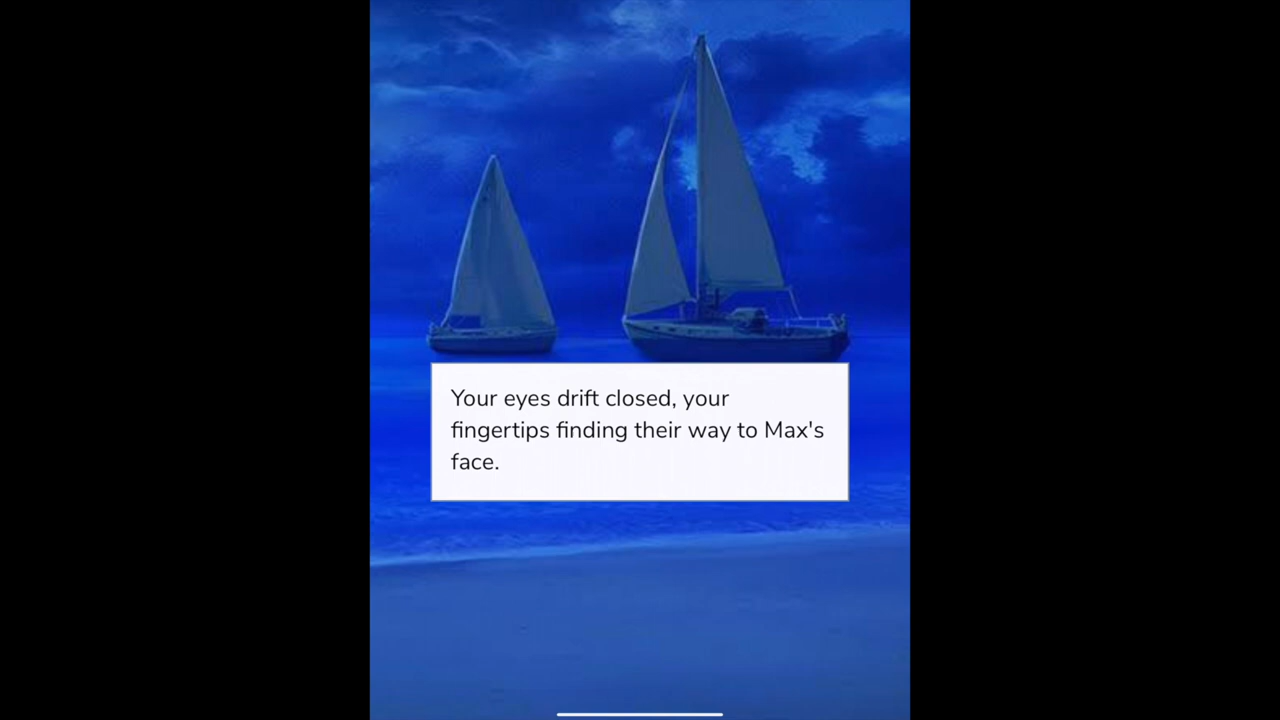 Your eyes drift closed, your
fingertips finding their way to Max's
face.